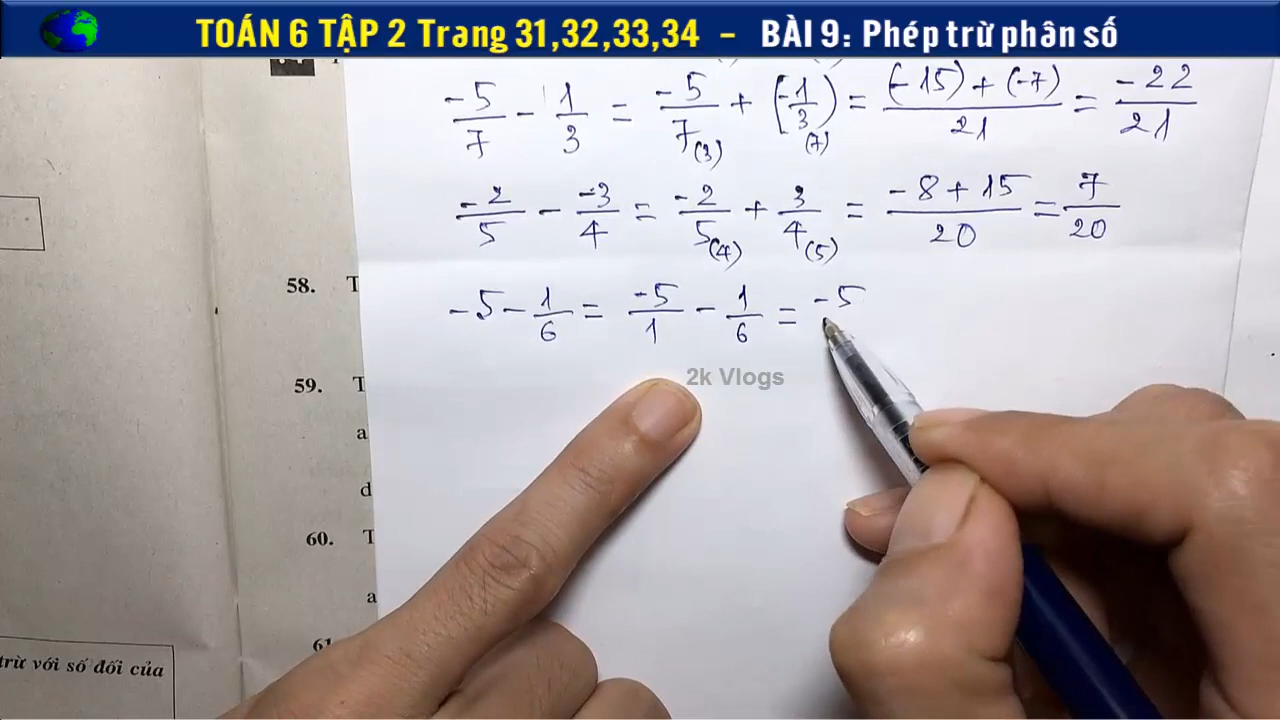 TOÁN 6 TẬP 2 Trang 31,32,33,34 – BÀI 9: Phép trừ phân số
-5/7 - 1/3 = -5/7(3) + (-1/3)(7) = (-15) + (-7)/21 = -22/21
-2/5 - -3/4 = -2/5(4) + 3/4(5) = -8 + 15/20 = 7/20
58. T
-5 - 1/6 = -5/1 - 1/6 = -5
2k Vlogs
59. T
a
d
60. T
a
61
trừ với số đối của